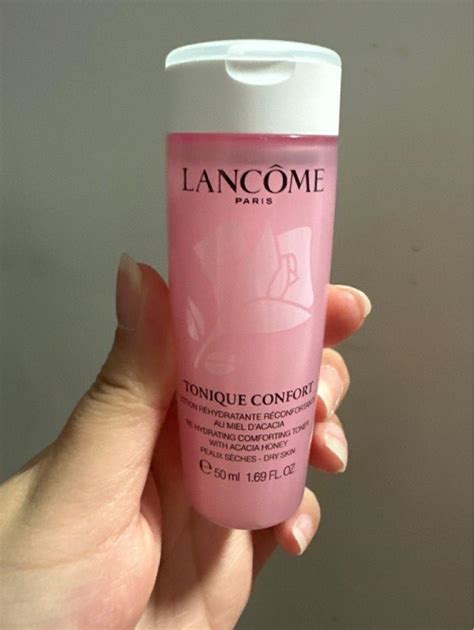 LANCÔME
PARIS
TONIQUE CONFORT
LOTION RÉHYDRATANTE RÉCONFORTANTE
AU MIEL D'ACACIA
RE-HYDRATING COMFORTING TONER
WITH ACACIA HONEY
PEAUX SÈCHES - DRY SKIN
℮ 50 ml 1.69 FL.OZ